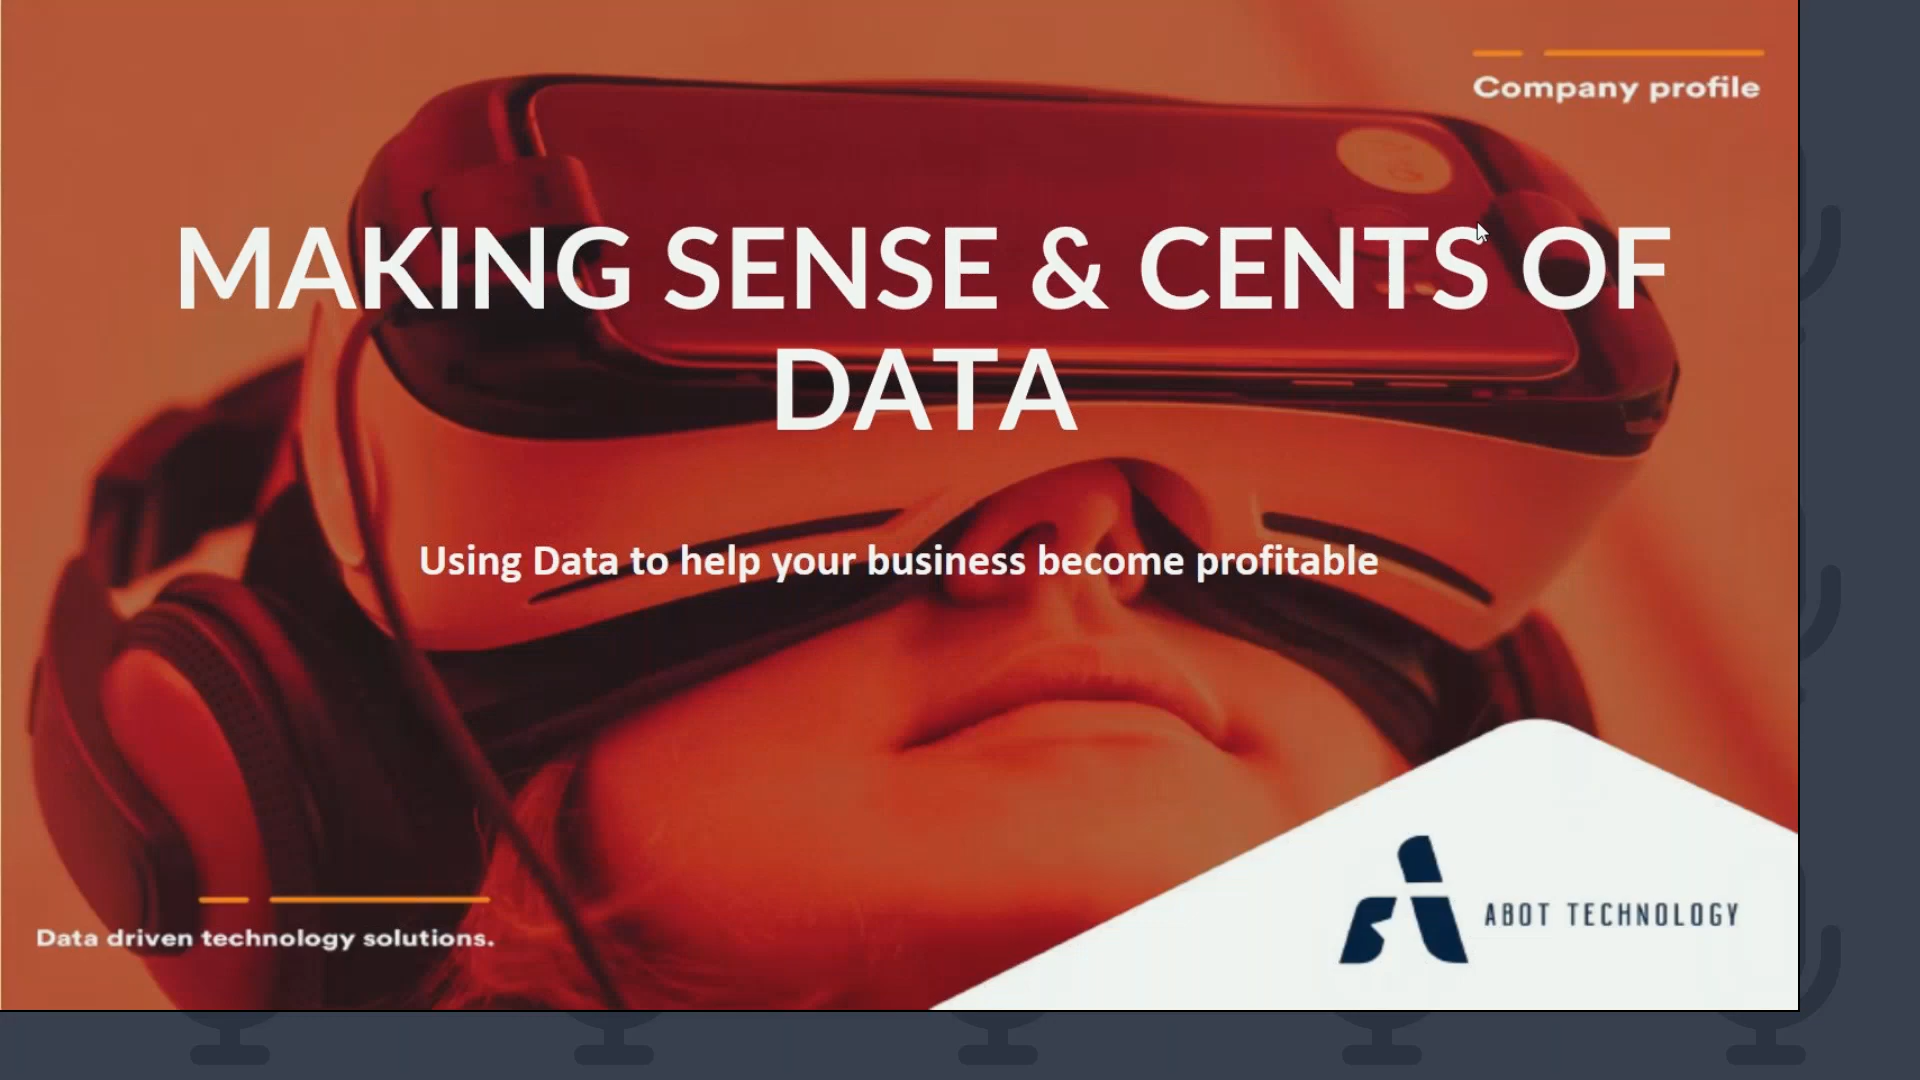 Company profile
MAKING SENSE & CENTS OF
DATA
Using Data to help your business become profitable
Data driven technology solutions.
ABOT TECHNOLOGY